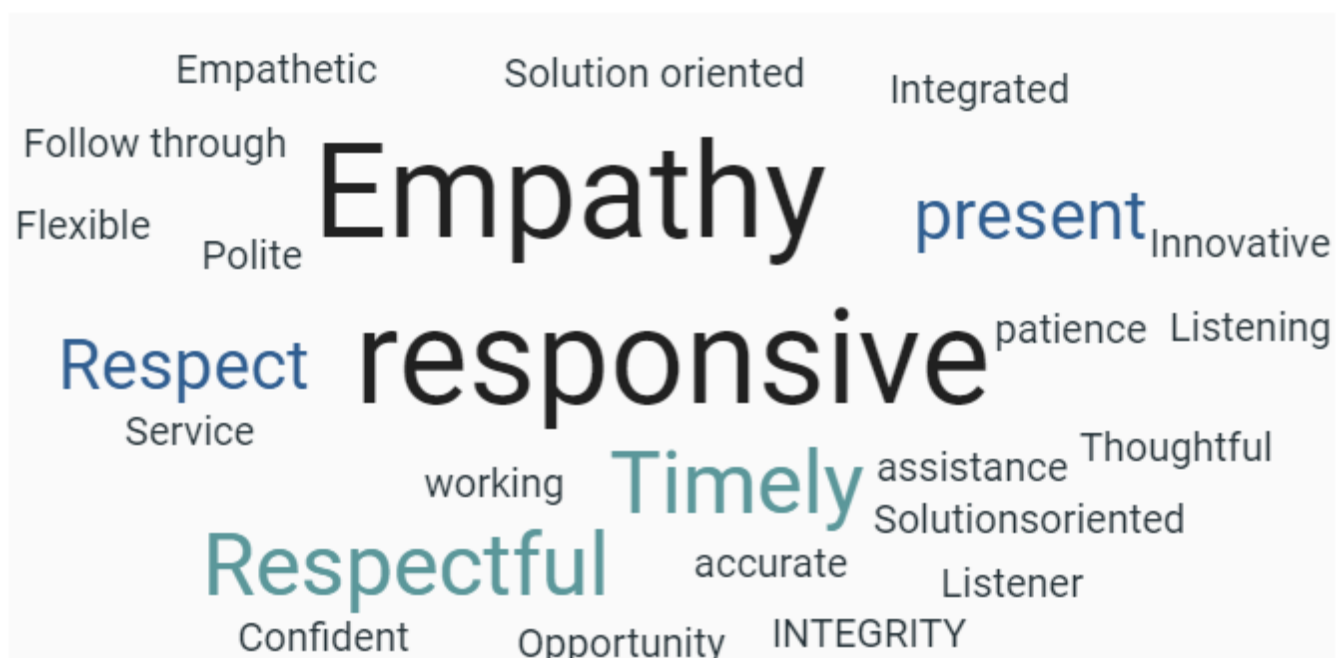 Empathetic
Solution oriented
Integrated
Follow through
Empathy
present
Flexible
Polite
Innovative
Respect
responsive
patience
Listening
Service
working
Timely
assistance
Thoughtful
Solutionsoriented
Respectful
accurate
Listener
Confident
Opportunity
INTEGRITY